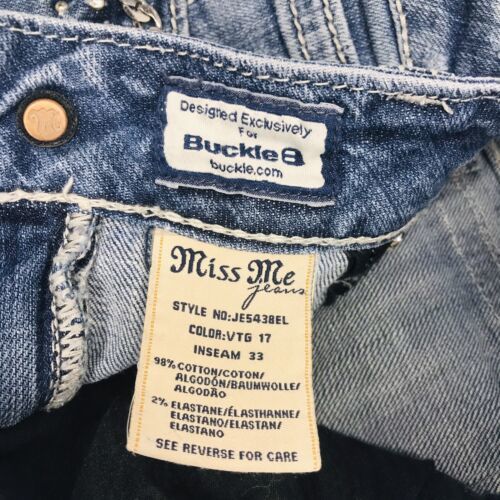 Designed Exclusively
For
Buckle B
buckle.com
Miss Me
jeans
STYLE NO:JE5438EL
COLOR:VTG 17
INSEAM 33
98% COTTON/COTON/
ALGODÓN/BAUMWOLLE/
ALGODÃO
2% ELASTANE/ÉLASTHANNE/
ELASTANO/ELASTAN/
ELASTANO
SEE REVERSE FOR CARE